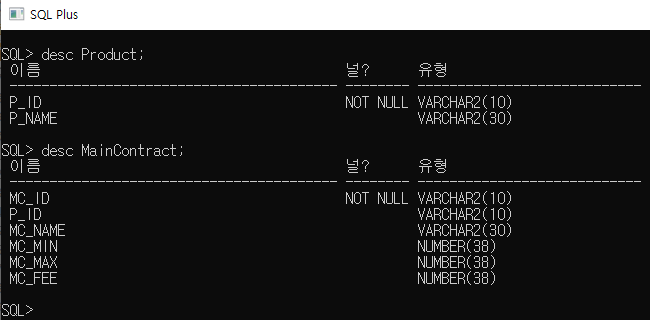 SQL Plus
SQL> desc Product;
이름 널? 유형
----------------------------------------- -------- ----------------------------
P_ID NOT NULL VARCHAR2(10)
P_NAME VARCHAR2(30)
SQL> desc MainContract;
이름 널? 유형
----------------------------------------- -------- ----------------------------
MC_ID NOT NULL VARCHAR2(10)
P_ID VARCHAR2(10)
MC_NAME VARCHAR2(30)
MC_MIN NUMBER(38)
MC_MAX NUMBER(38)
MC_FEE NUMBER(38)
SQL>